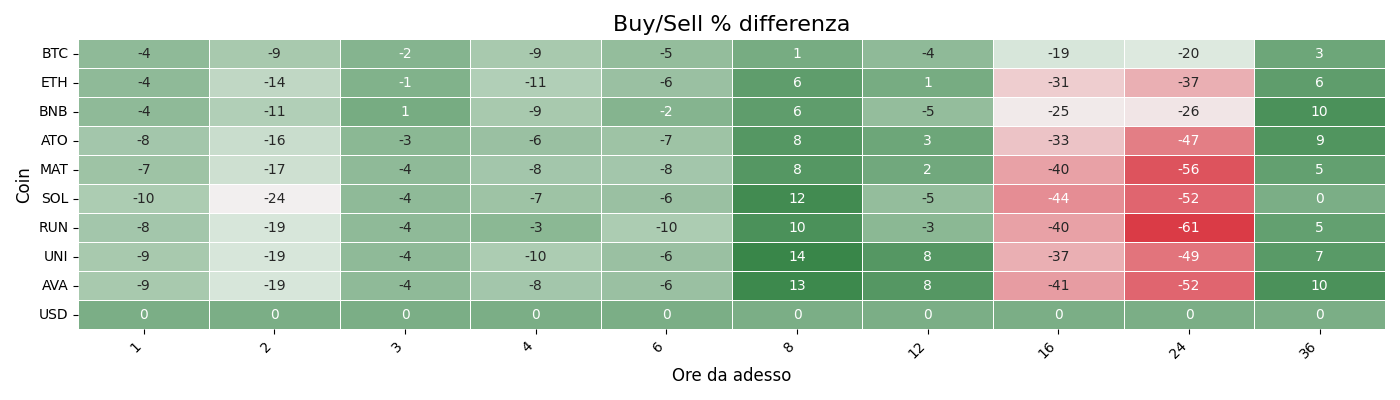 Buy/Sell % differenza
Coin
BTC -4 -9 -2 -9 -5 1 -4 -19 -20 3
ETH -4 -14 -1 -11 -6 6 1 -31 -37 6
BNB -4 -11 1 -9 -2 6 -5 -25 -26 10
ATO -8 -16 -3 -6 -7 8 3 -33 -47 9
MAT -7 -17 -4 -8 -8 8 2 -40 -56 5
SOL -10 -24 -4 -7 -6 12 -5 -44 -52 0
RUN -8 -19 -4 -3 -10 10 -3 -40 -61 5
UNI -9 -19 -4 -10 -6 14 8 -37 -49 7
AVA -9 -19 -4 -8 -6 13 8 -41 -52 10
USD 0 0 0 0 0 0 0 0 0 0
1 2 3 4 6 8 12 16 24 36
Ore da adesso